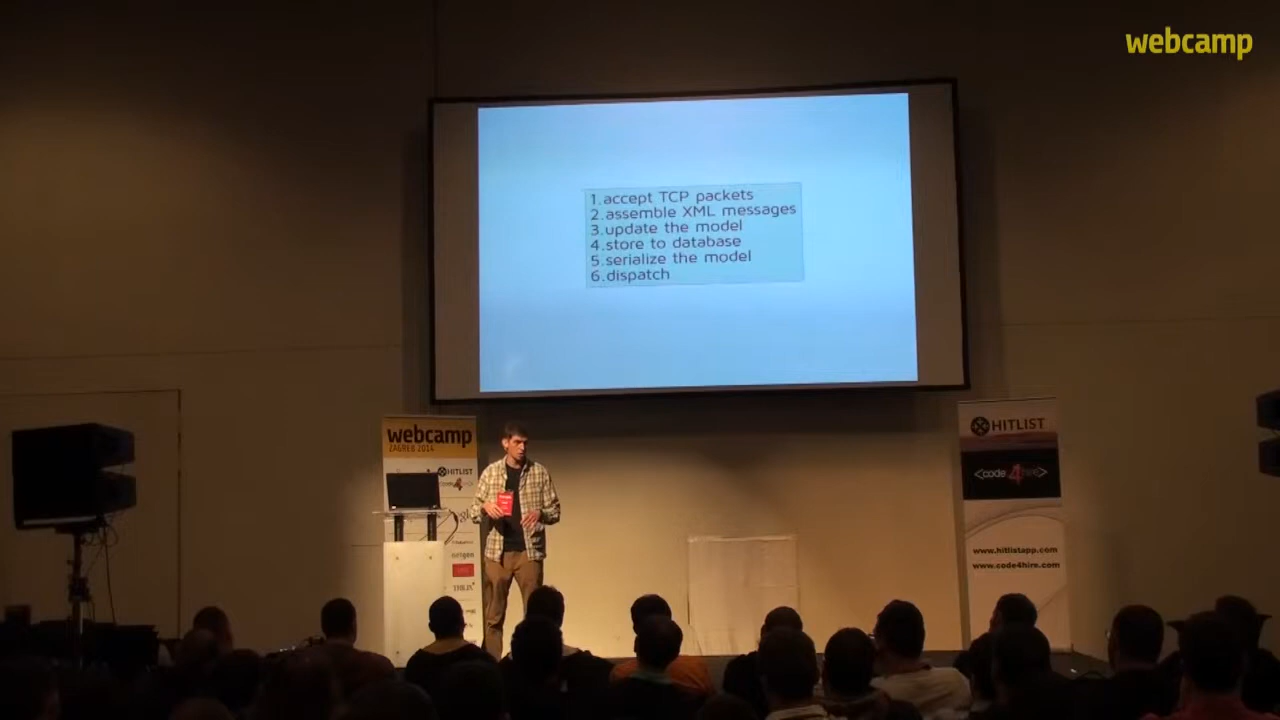 webcamp
1.accept TCP packets
2.assemble XML messages
3.update the model
4.store to database
5.serialize the model
6.dispatch
webcamp
ZAGREB 2014
HITLIST
HITLIST
<code4hire>
www.hitlistapp.com
www.code4hire.com